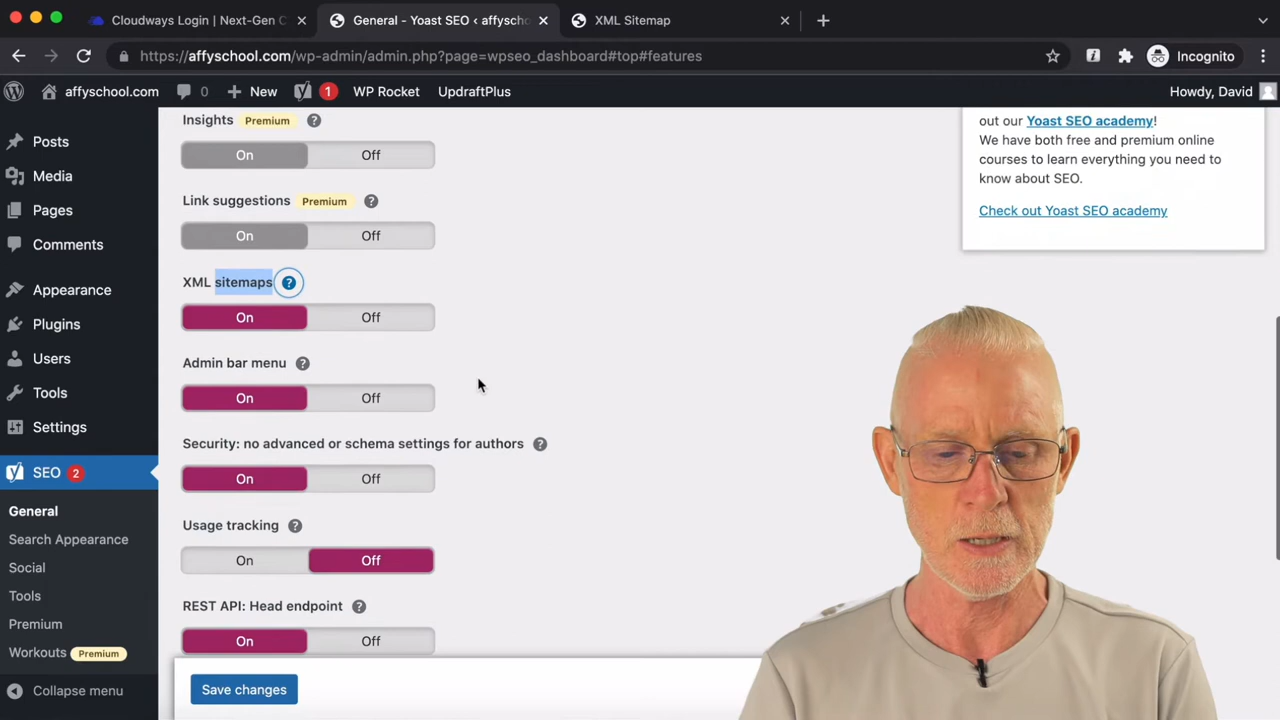 Cloudways Login | Next-Gen C
General - Yoast SEO ‹ affyscho
XML Sitemap
https://affyschool.com/wp-admin/admin.php?page=wpseo_dashboard#top#features
Incognito
affyschool.com
0
New
1
WP Rocket
UpdraftPlus
Howdy, David
Posts
Media
Pages
Comments
Appearance
Plugins
Users
Tools
Settings
SEO 2
General
Search Appearance
Social
Tools
Premium
Workouts Premium
Collapse menu
Insights Premium ?
On Off
Link suggestions Premium ?
On Off
XML sitemaps ?
On Off
Admin bar menu ?
On Off
Security: no advanced or schema settings for authors ?
On Off
Usage tracking ?
On Off
REST API: Head endpoint ?
On Off
Save changes
out our Yoast SEO academy!
We have both free and premium online
courses to learn everything you need to
know about SEO.
Check out Yoast SEO academy